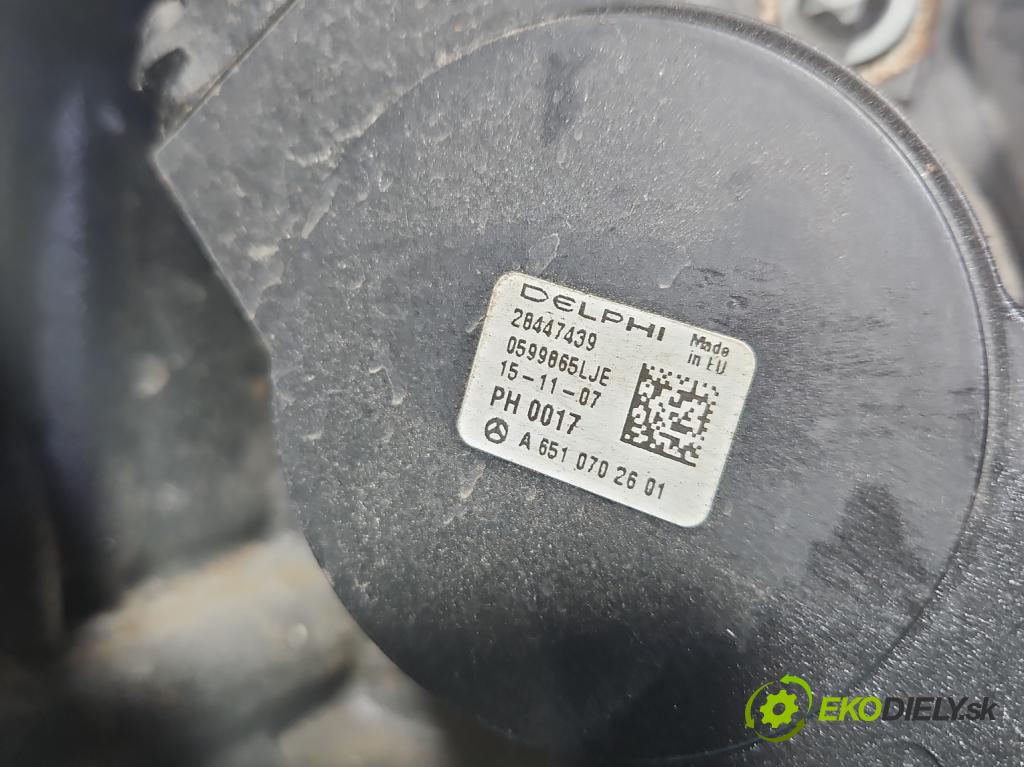 DELPHI
Made in EU
28447439
0599865LJE
15-11-07
PH 0017
A 651 070 26 01
EKODIELY.sk